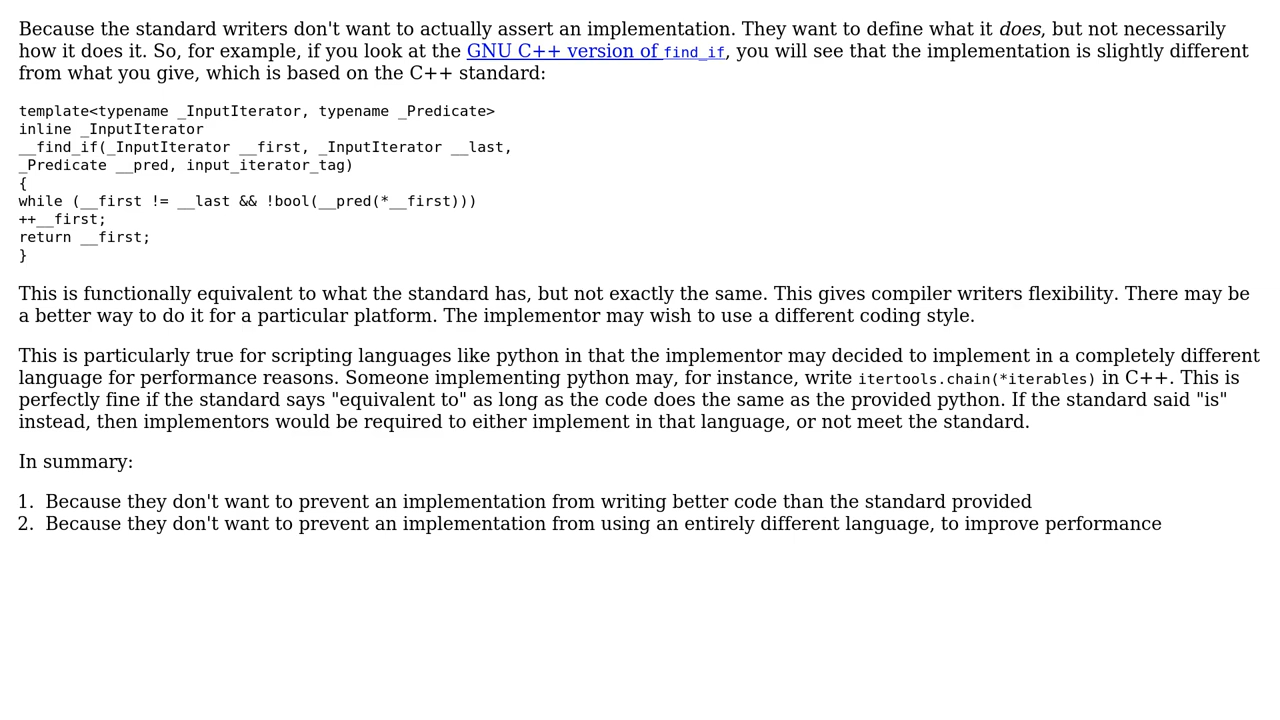 Because the standard writers don't want to actually assert an implementation. They want to define what it does, but not necessarily
how it does it. So, for example, if you look at the GNU C++ version of find_if, you will see that the implementation is slightly different
from what you give, which is based on the C++ standard:
template<typename _InputIterator, typename _Predicate>
inline _InputIterator
__find_if(_InputIterator __first, _InputIterator __last,
_Predicate __pred, input_iterator_tag)
{
while (__first != __last && !bool(__pred(*__first)))
++__first;
return __first;
}
This is functionally equivalent to what the standard has, but not exactly the same. This gives compiler writers flexibility. There may be
a better way to do it for a particular platform. The implementor may wish to use a different coding style.
This is particularly true for scripting languages like python in that the implementor may decided to implement in a completely different
language for performance reasons. Someone implementing python may, for instance, write itertools.chain(*iterables) in C++. This is
perfectly fine if the standard says "equivalent to" as long as the code does the same as the provided python. If the standard said "is"
instead, then implementors would be required to either implement in that language, or not meet the standard.
In summary:
1. Because they don't want to prevent an implementation from writing better code than the standard provided
2. Because they don't want to prevent an implementation from using an entirely different language, to improve performance